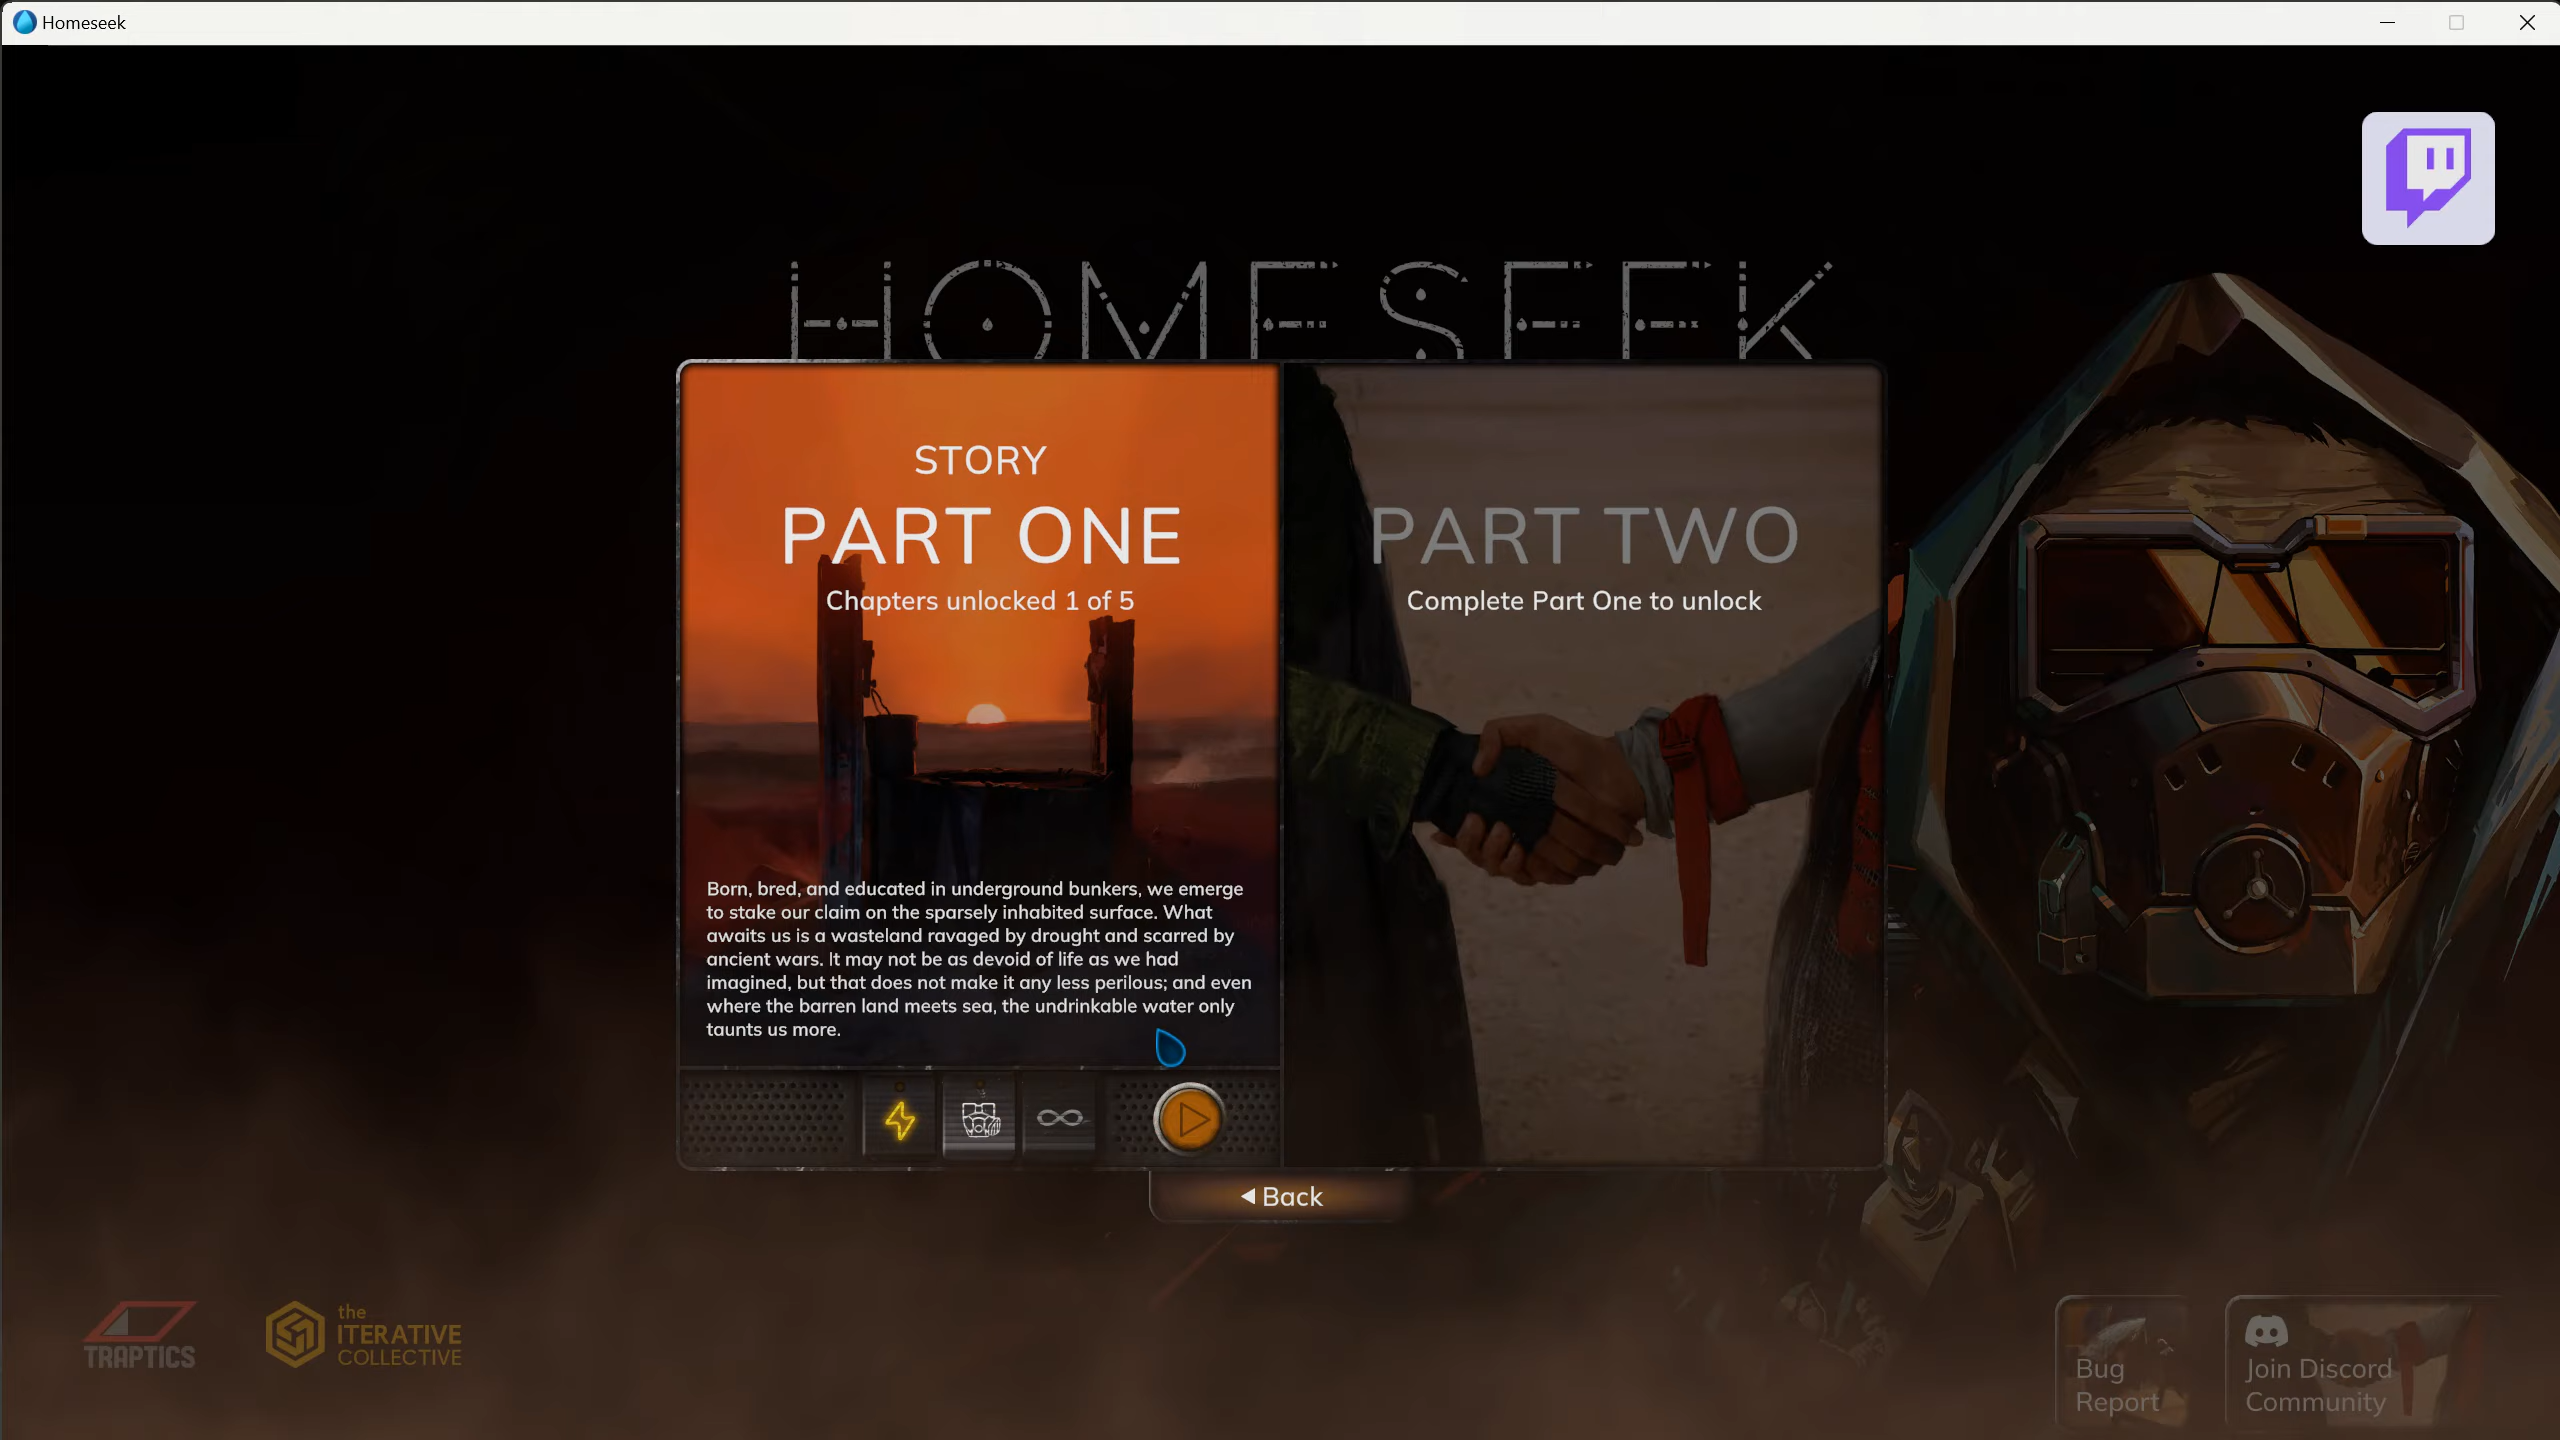 Homeseek
HOMESEEK
STORY
PART ONE
Chapters unlocked 1 of 5
Born, bred, and educated in underground bunkers, we emerge
to stake our claim on the sparsely inhabited surface. What
awaits us is a wasteland ravaged by drought and scarred by
ancient wars. It may not be as devoid of life as we had
imagined, but that does not make it any less perilous; and even
where the barren land meets sea, the undrinkable water only
taunts us more.
PART TWO
Complete Part One to unlock
Back
TRAPTICS
the
ITERATIVE
COLLECTIVE
Bug
Report
Join Discord
Community